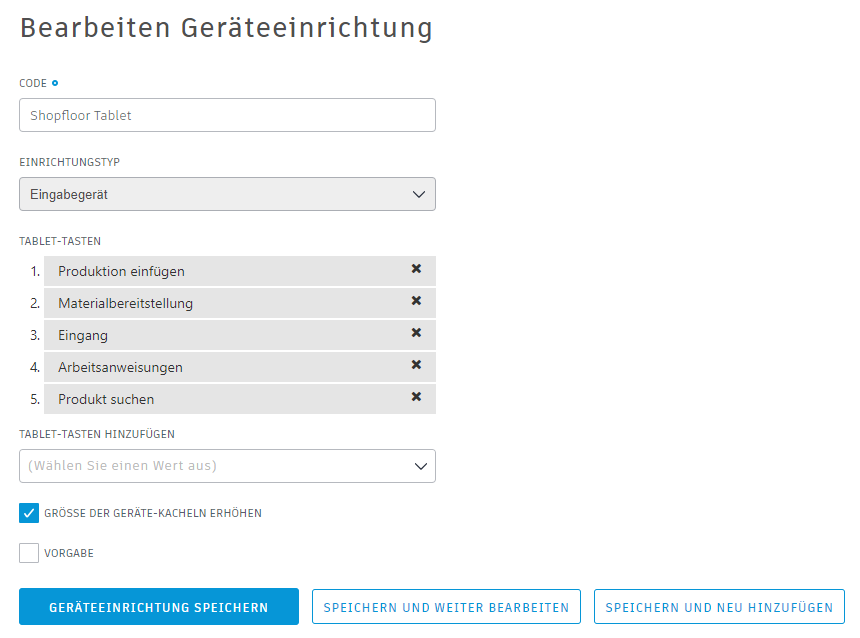 Bearbeiten Geräteeinrichtung
CODE
Shopfloor Tablet
EINRICHTUNGSTYP
Eingabegerät
TABLET-TASTEN
1. Produktion einfügen
2. Materialbereitstellung
3. Eingang
4. Arbeitsanweisungen
5. Produkt suchen
TABLET-TASTEN HINZUFÜGEN
(Wählen Sie einen Wert aus)
GRÖSSE DER GERÄTE-KACHELN ERHÖHEN
VORGABE
GERÄTEEINRICHTUNG SPEICHERN SPEICHERN UND WEITER BEARBEITEN SPEICHERN UND NEU HINZUFÜGEN